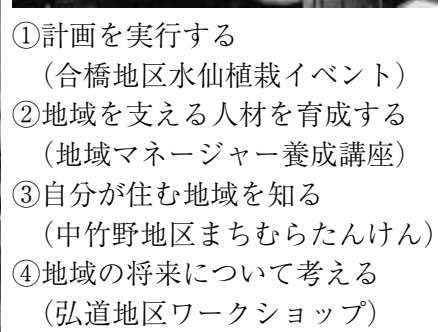 ①計画を実行する
（合橋地区水仙植栽イベント）
②地域を支える人材を育成する
（地域マネージャー養成講座）
③自分が住む地域を知る
（中竹野地区まちむらたんけん）
④地域の将来について考える
（弘道地区ワークショップ）